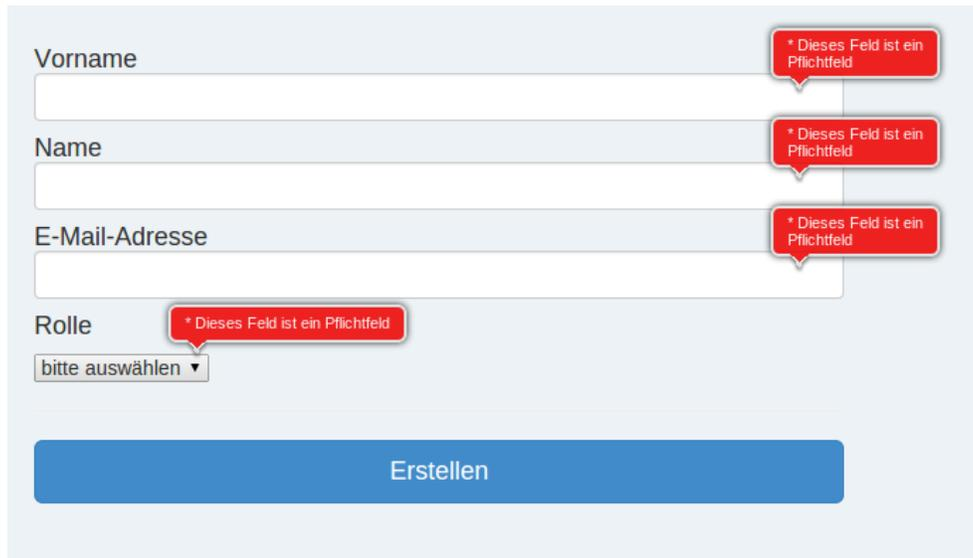 Vorname
* Dieses Feld ist ein
Pflichtfeld
Name
* Dieses Feld ist ein
Pflichtfeld
E-Mail-Adresse
* Dieses Feld ist ein
Pflichtfeld
Rolle
* Dieses Feld ist ein Pflichtfeld
bitte auswählen
Erstellen